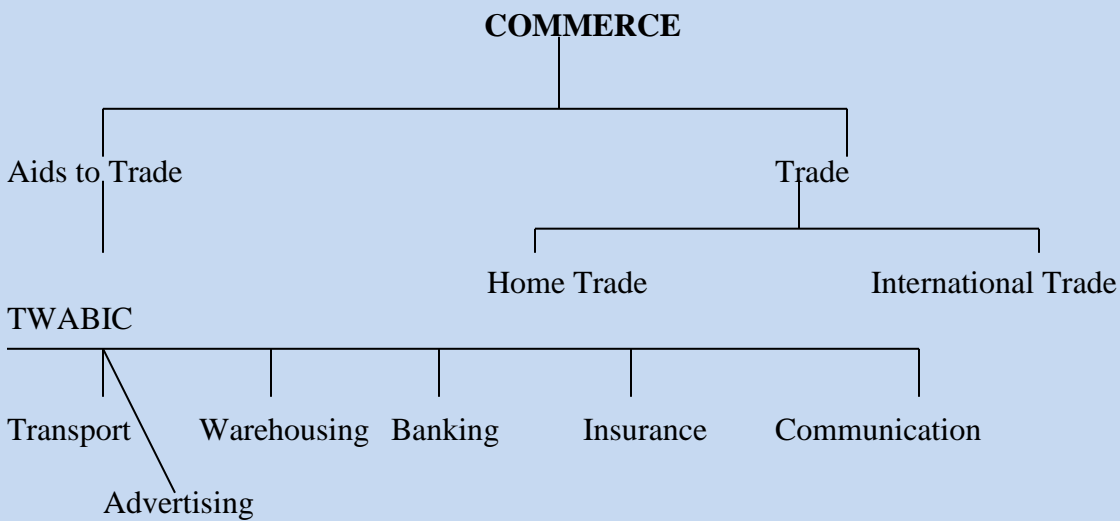 COMMERCE
Aids to Trade Trade
Home Trade International Trade
TWABIC
Transport Warehousing Banking Insurance Communication
Advertising